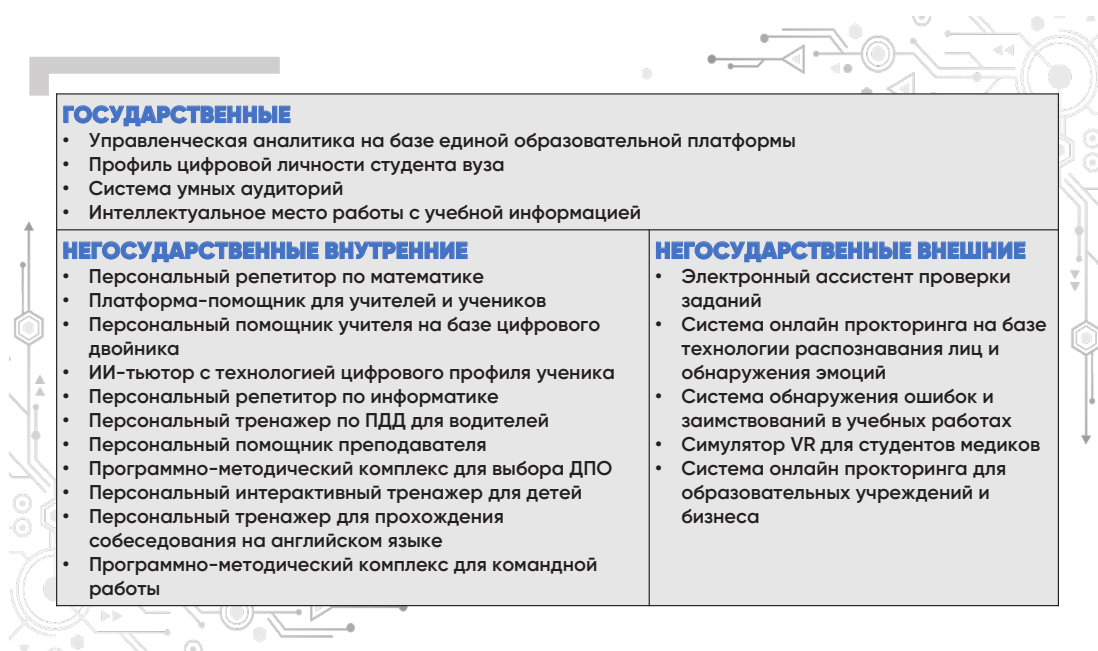 ГОСУДАРСТВЕННЫЕ
• Управленческая аналитика на базе единой образовательной платформы
• Профиль цифровой личности студента вуза
• Система умных аудиторий
• Интеллектуальное место работы с учебной информацией
НЕГОСУДАРСТВЕННЫЕ ВНУТРЕННИЕ
• Персональный репетитор по математике
• Платформа-помощник для учителей и учеников
• Персональный помощник учителя на базе цифрового
двойника
• ИИ-тьютор с технологией цифрового профиля ученика
• Персональный репетитор по информатике
• Персональный тренажер по ПДД для водителей
• Персональный помощник преподавателя
• Программно-методический комплекс для выбора ДПО
• Персональный интерактивный тренажер для детей
• Персональный тренажер для прохождения
собеседования на английском языке
• Программно-методический комплекс для командной
работы
НЕГОСУДАРСТВЕННЫЕ ВНЕШНИЕ
• Электронный ассистент проверки
заданий
• Система онлайн прокторинга на базе
технологии распознавания лиц и
обнаружения эмоций
• Система обнаружения ошибок и
заимствований в учебных работах
• Симулятор VR для студентов медиков
• Система онлайн прокторинга для
образовательных учреждений и
бизнеса